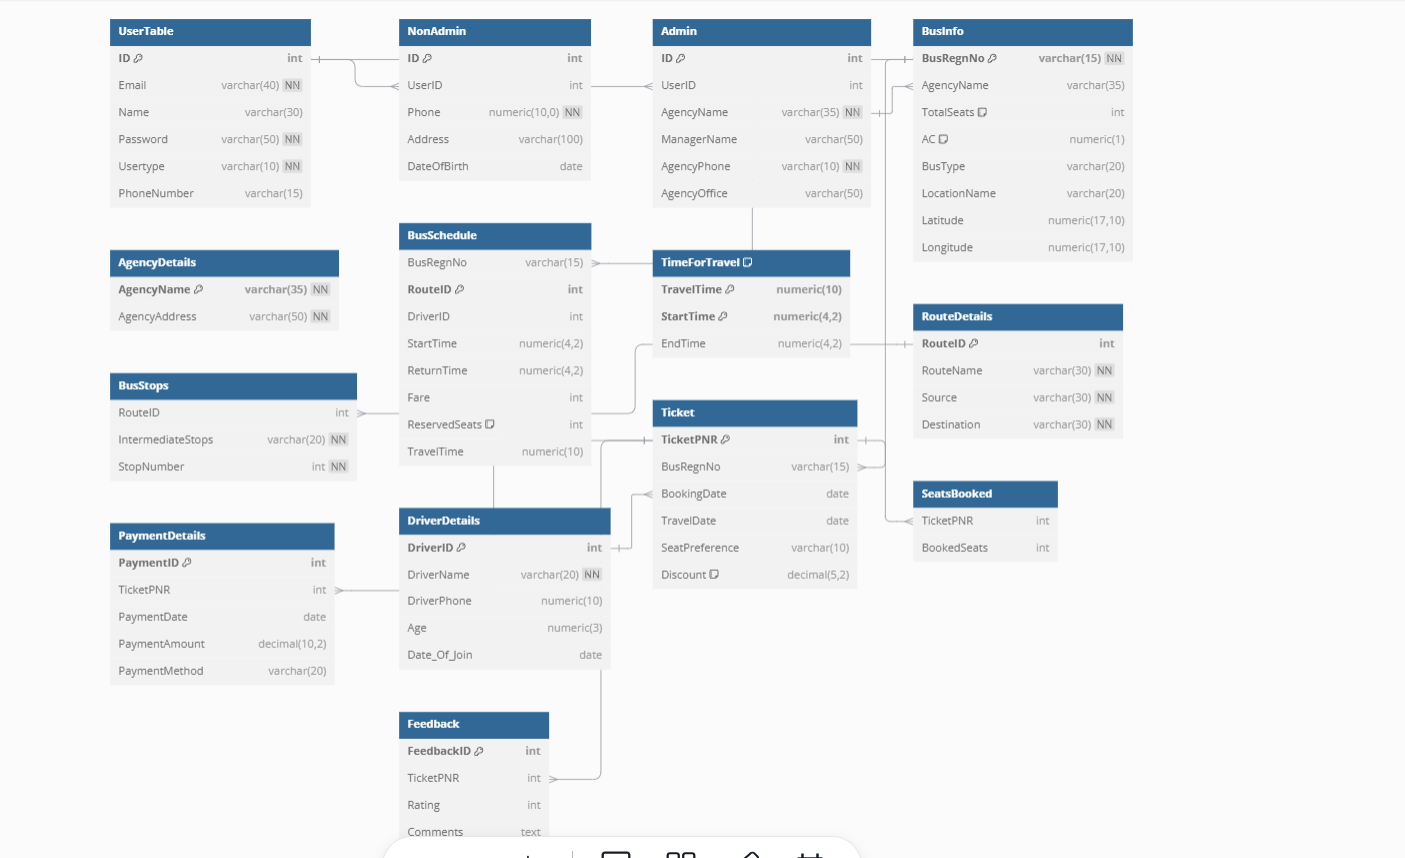 UserTable
ID int
Email varchar(40) NN
Name varchar(30)
Password varchar(50) NN
Usertype varchar(10) NN
PhoneNumber varchar(15)
NonAdmin
ID int
UserID int
Phone numeric(10,0) NN
Address varchar(100)
DateOfBirth date
Admin
ID int
UserID int
AgencyName varchar(35) NN
ManagerName varchar(50)
AgencyPhone varchar(10) NN
AgencyOffice varchar(50)
BusInfo
BusRegnNo varchar(15) NN
AgencyName varchar(35)
TotalSeats int
AC numeric(1)
BusType varchar(20)
LocationName varchar(20)
Latitude numeric(17,10)
Longitude numeric(17,10)
AgencyDetails
AgencyName varchar(35) NN
AgencyAddress varchar(50) NN
BusSchedule
BusRegnNo varchar(15)
RouteID int
DriverID int
StartTime numeric(4,2)
ReturnTime numeric(4,2)
Fare int
ReservedSeats int
TravelTime numeric(10)
TimeForTravel
TravelTime numeric(10)
StartTime numeric(4,2)
EndTime numeric(4,2)
RouteDetails
RouteID int
RouteName varchar(30) NN
Source varchar(30) NN
Destination varchar(30) NN
BusStops
RouteID int
IntermediateStops varchar(20) NN
StopNumber int NN
Ticket
TicketPNR int
BusRegnNo varchar(15)
BookingDate date
TravelDate date
SeatPreference varchar(10)
Discount decimal(5,2)
SeatsBooked
TicketPNR int
BookedSeats int
PaymentDetails
PaymentID int
TicketPNR int
PaymentDate date
PaymentAmount decimal(10,2)
PaymentMethod varchar(20)
DriverDetails
DriverID int
DriverName varchar(20) NN
DriverPhone numeric(10)
Age numeric(3)
Date_Of_Join date
Feedback
FeedbackID int
TicketPNR int
Rating int
Comments text